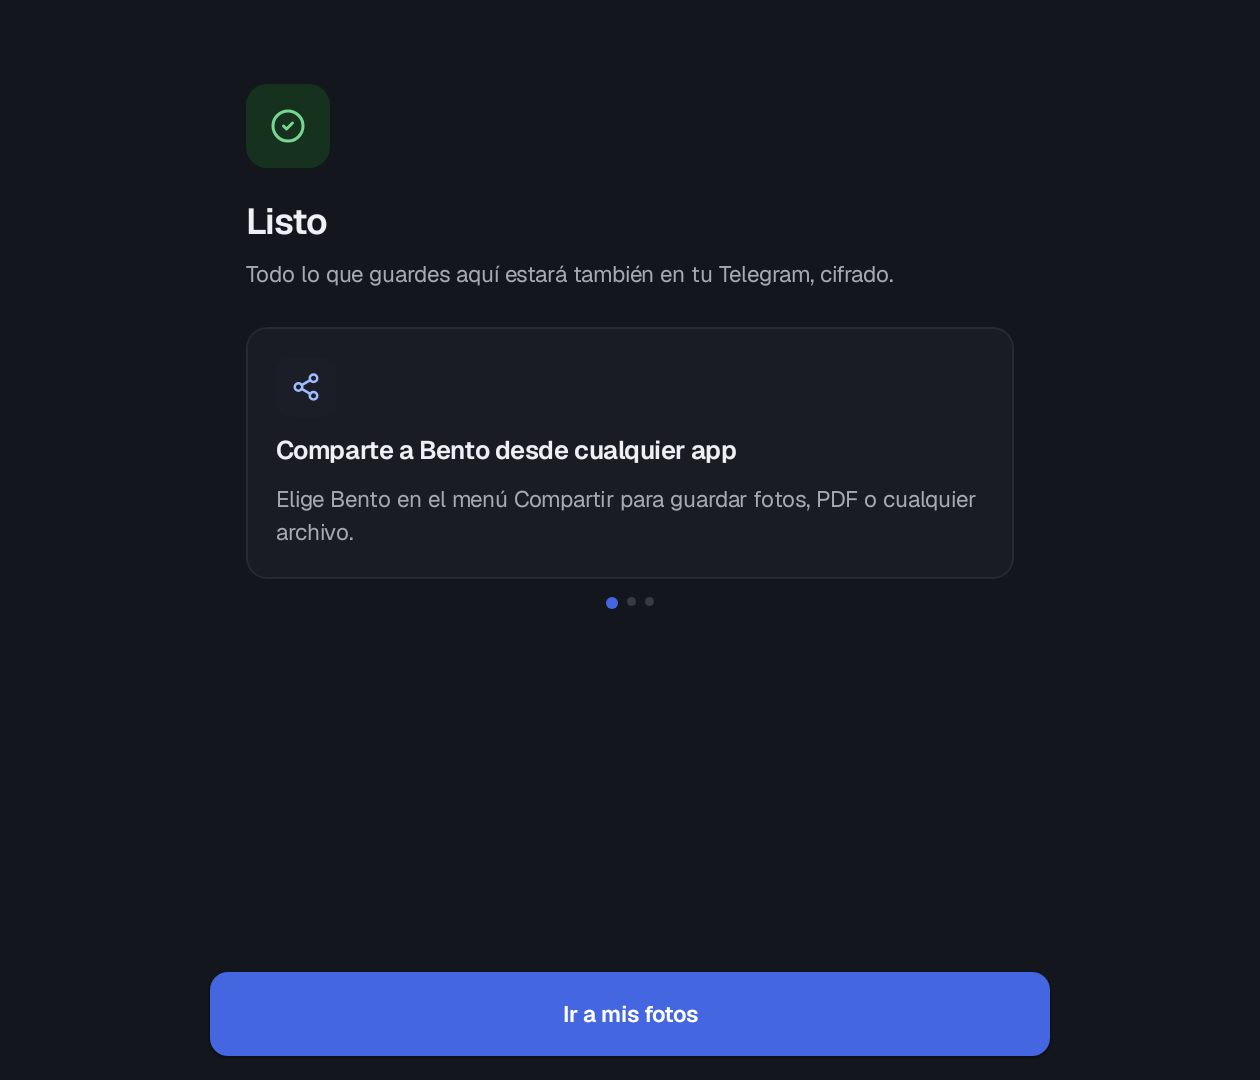 Listo
Todo lo que guardes aquí estará también en tu Telegram, cifrado.
Comparte a Bento desde cualquier app
Elige Bento en el menú Compartir para guardar fotos, PDF o cualquier
archivo.
Ir a mis fotos